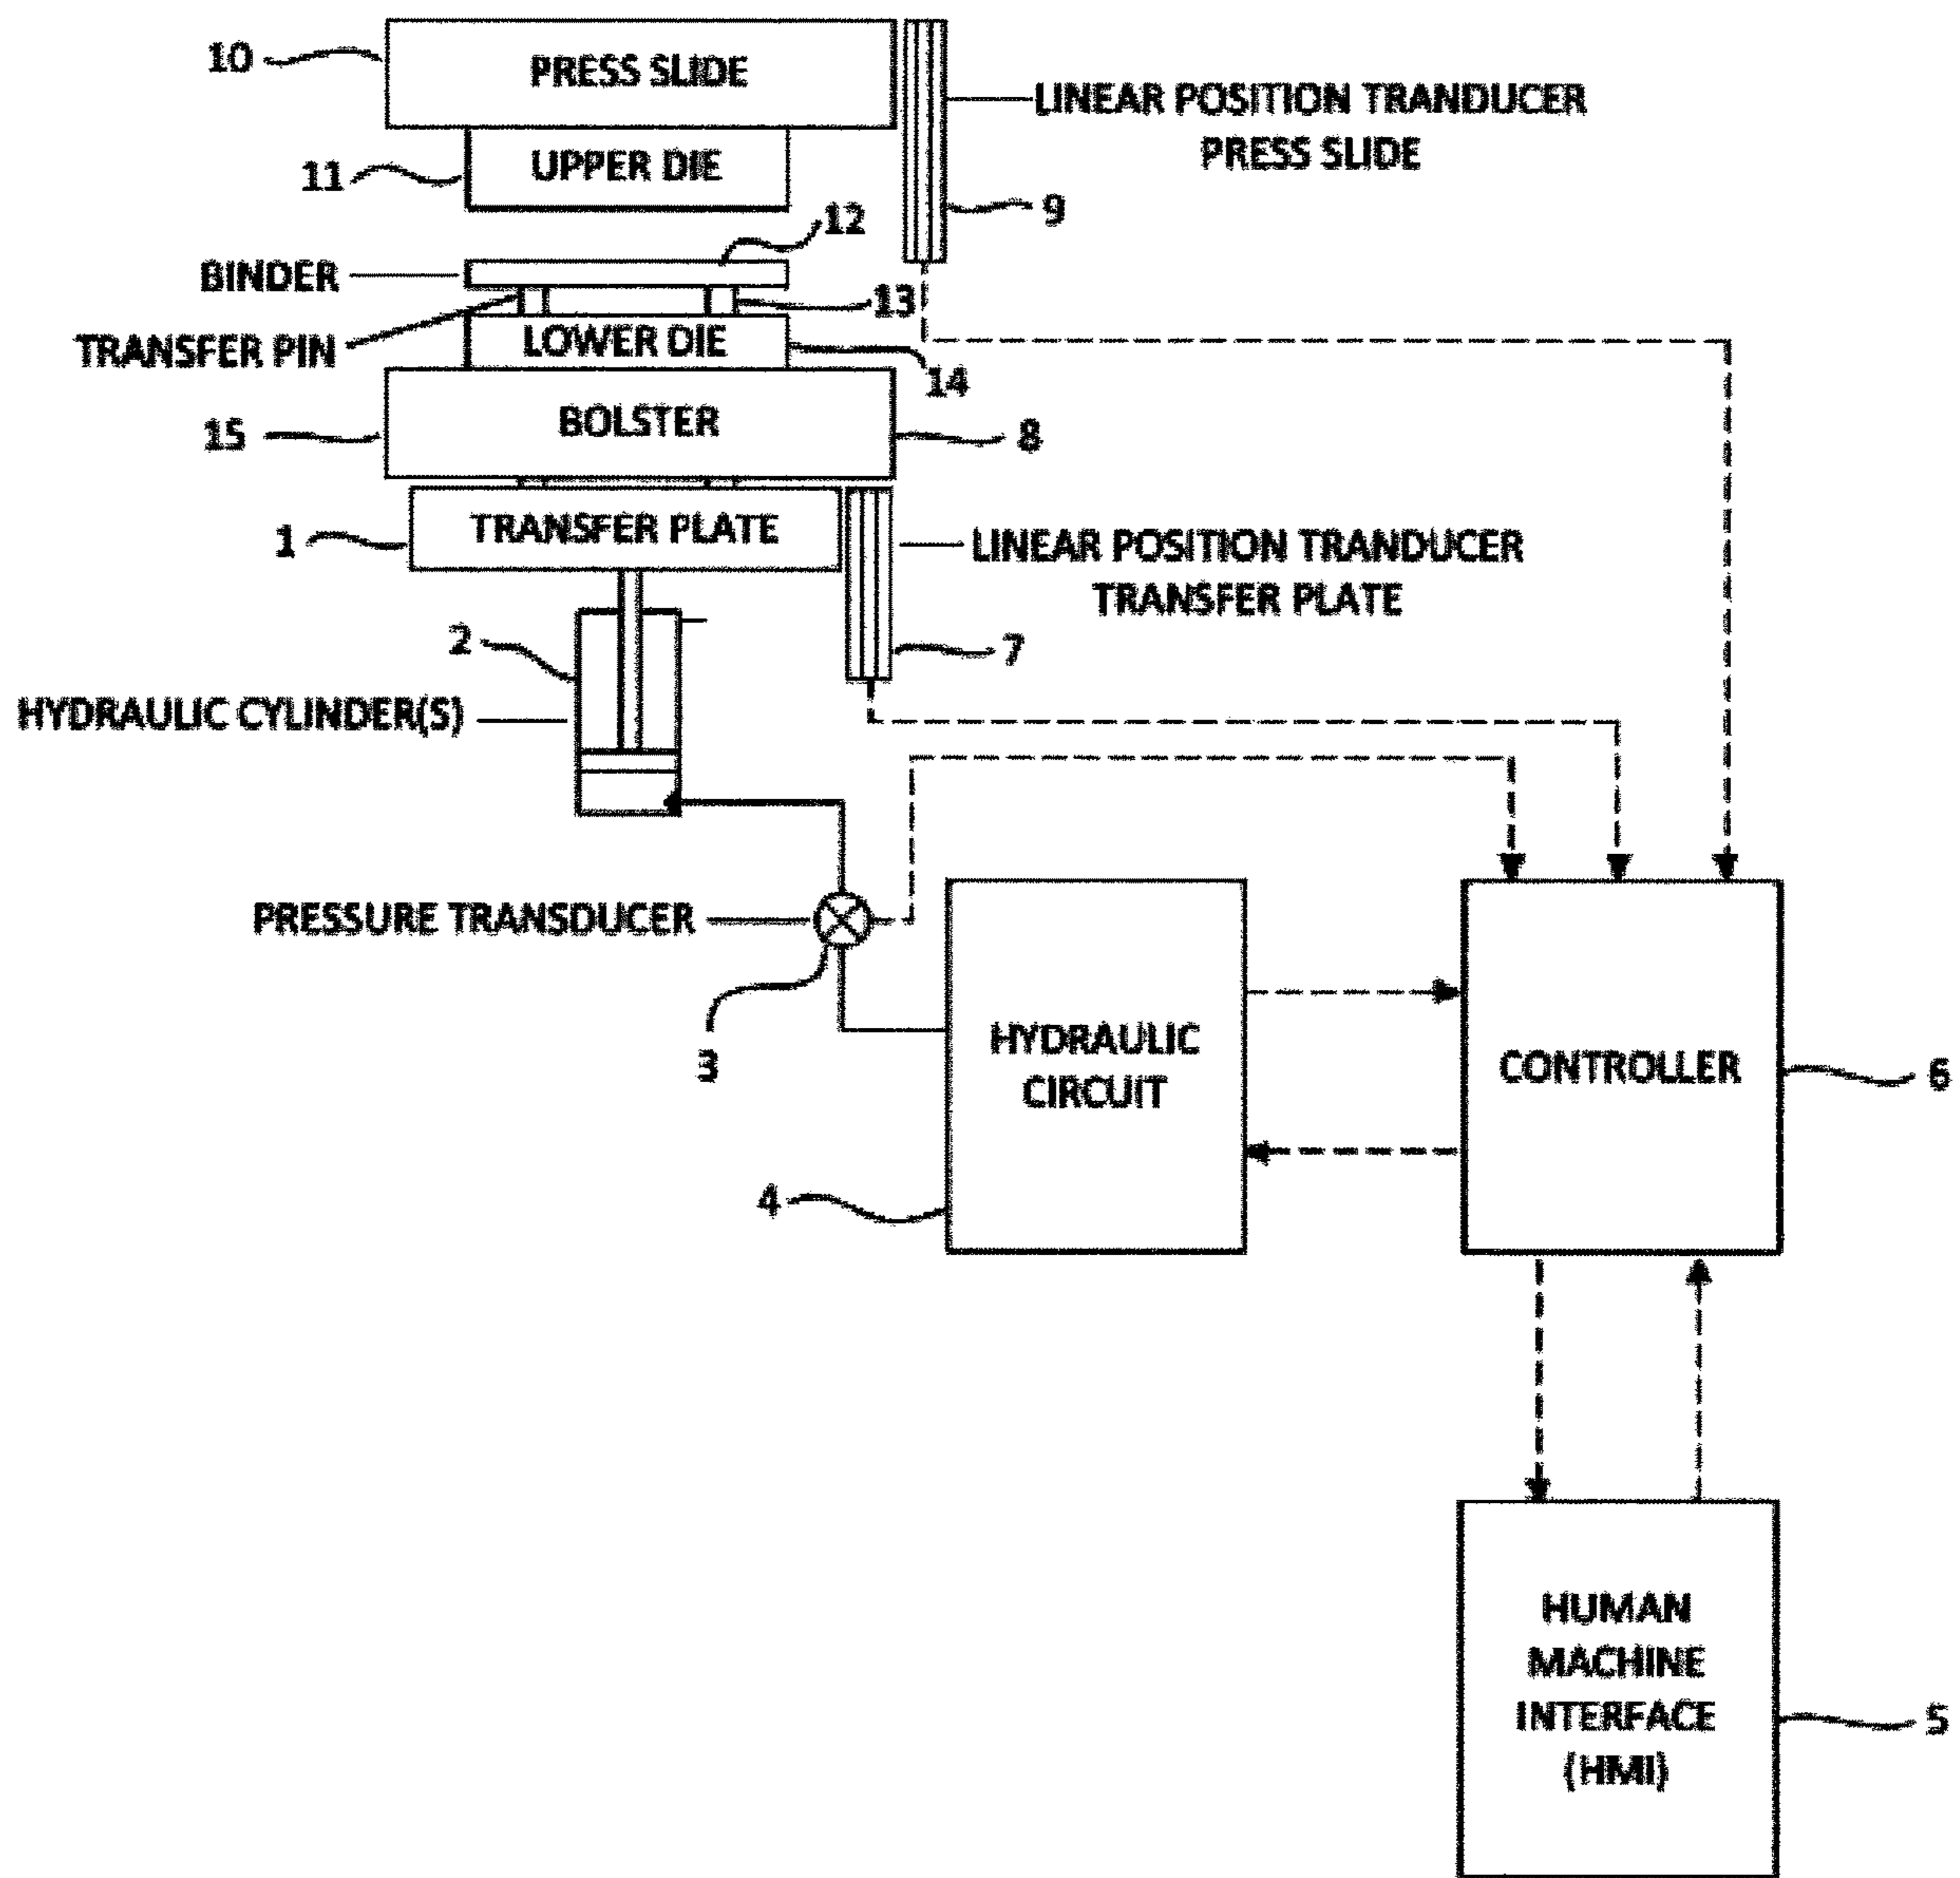 10
PRESS SLIDE
LINEAR POSITION TRANDUCER
PRESS SLIDE
11
UPPER DIE
9
12
BINDER
13
TRANSFER PIN
LOWER DIE
14
15
BOLSTER
8
1
TRANSFER PLATE
LINEAR POSITION TRANDUCER
TRANSFER PLATE
2
7
HYDRAULIC CYLINDER(S)
PRESSURE TRANSDUCER
3
HYDRAULIC
CIRCUIT
CONTROLLER
6
4
HUMAN
MACHINE
INTERFACE
(HMI)
5